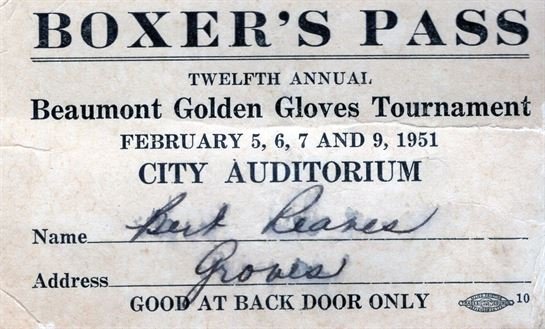 BOXER'S PASS
TWELFTH ANNUAL
Beaumont Golden Gloves Tournament
FEBRUARY 5, 6, 7 AND 9, 1951
CITY AUDITORIUM
Name Bert Reaves
Address Groves
GOOD AT BACK DOOR ONLY 10